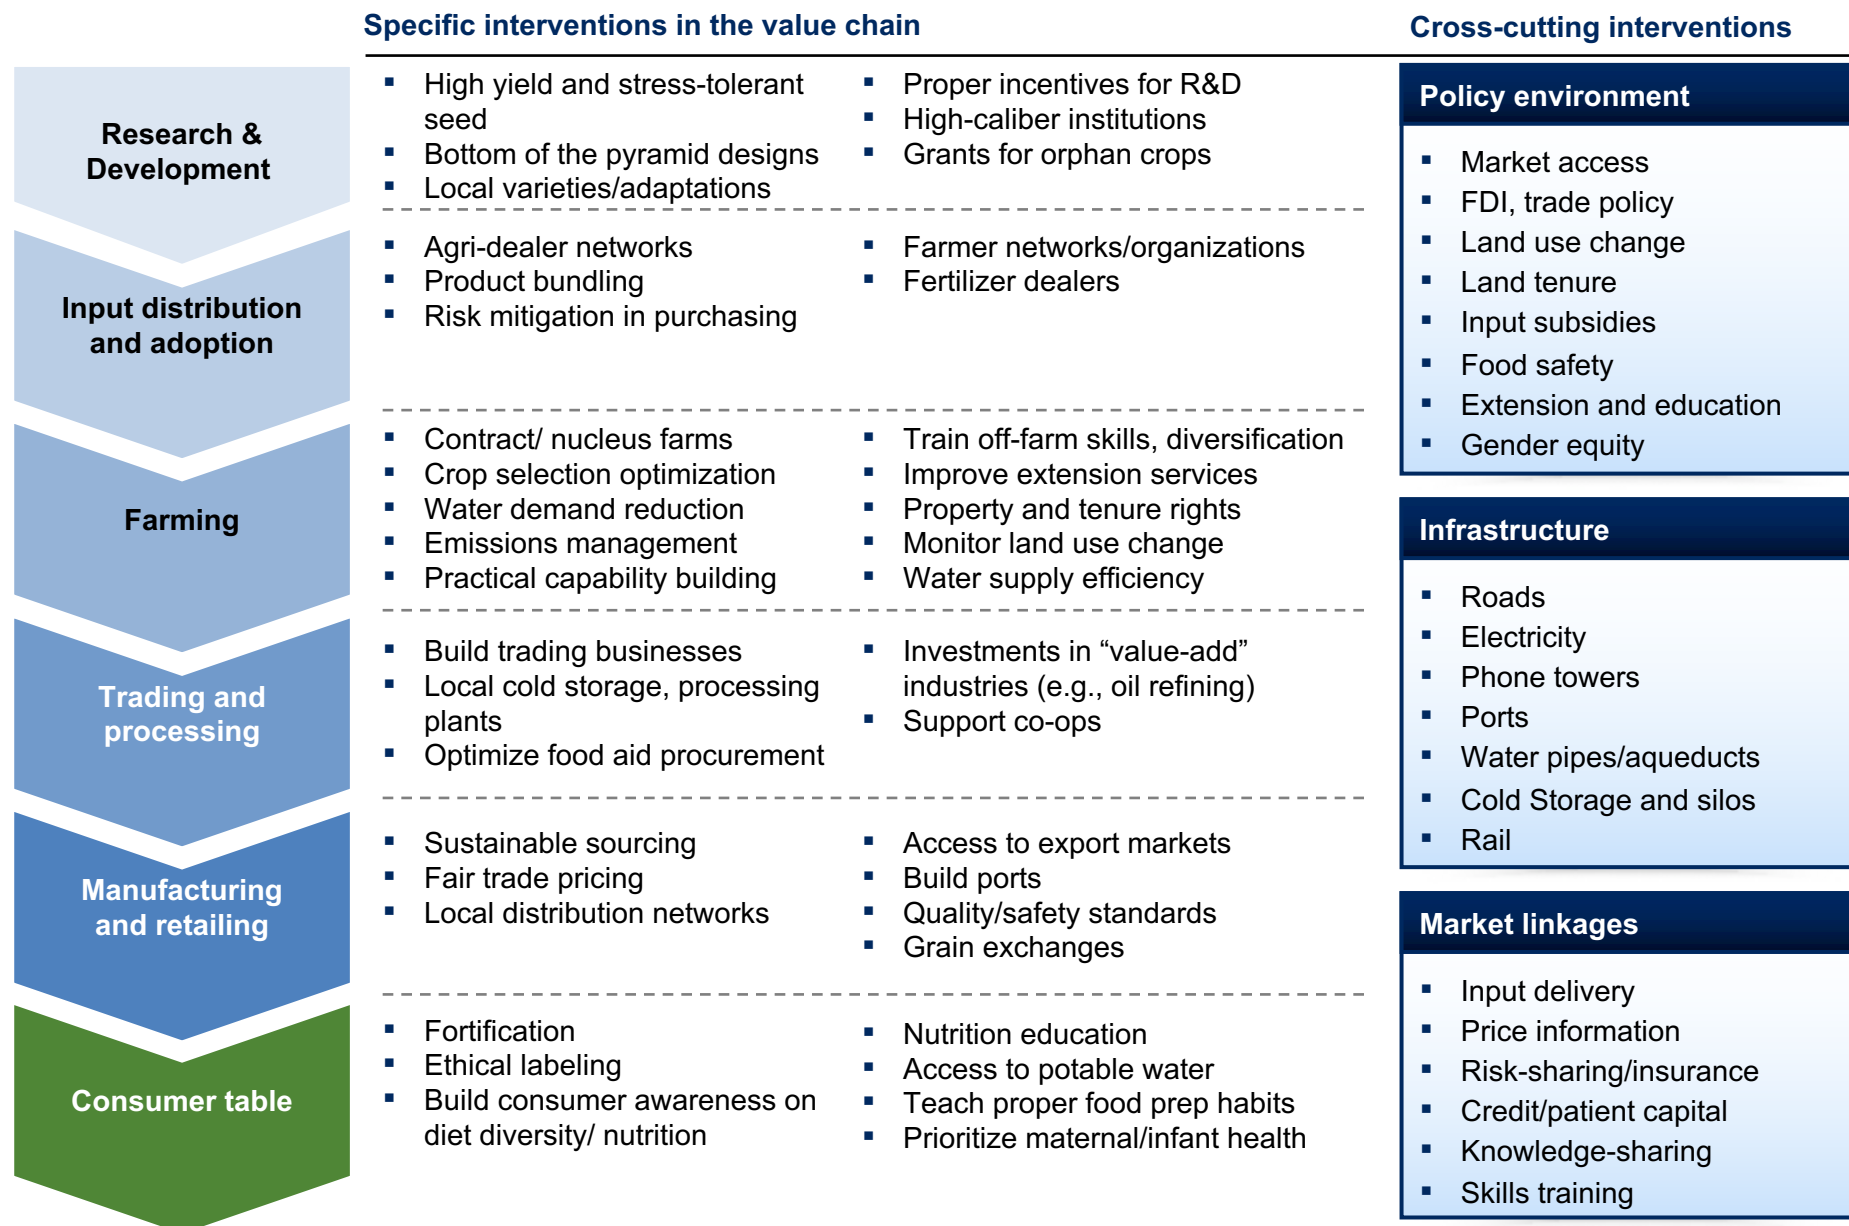 Specific interventions in the value chain
Cross-cutting interventions
Research &
Development
▪ High yield and stress-tolerant
seed
▪ Bottom of the pyramid designs
▪ Local varieties/adaptations
▪ Proper incentives for R&D
▪ High-caliber institutions
▪ Grants for orphan crops
Input distribution
and adoption
▪ Agri-dealer networks
▪ Product bundling
▪ Risk mitigation in purchasing
▪ Farmer networks/organizations
▪ Fertilizer dealers
Farming
▪ Contract/ nucleus farms
▪ Crop selection optimization
▪ Water demand reduction
▪ Emissions management
▪ Practical capability building
▪ Train off-farm skills, diversification
▪ Improve extension services
▪ Property and tenure rights
▪ Monitor land use change
▪ Water supply efficiency
Trading and
processing
▪ Build trading businesses
▪ Local cold storage, processing
plants
▪ Optimize food aid procurement
▪ Investments in “value-add”
industries (e.g., oil refining)
▪ Support co-ops
Manufacturing
and retailing
▪ Sustainable sourcing
▪ Fair trade pricing
▪ Local distribution networks
▪ Access to export markets
▪ Build ports
▪ Quality/safety standards
▪ Grain exchanges
Consumer table
▪ Fortification
▪ Ethical labeling
▪ Build consumer awareness on
diet diversity/ nutrition
▪ Nutrition education
▪ Access to potable water
▪ Teach proper food prep habits
▪ Prioritize maternal/infant health
Policy environment
▪ Market access
▪ FDI, trade policy
▪ Land use change
▪ Land tenure
▪ Input subsidies
▪ Food safety
▪ Extension and education
▪ Gender equity
Infrastructure
▪ Roads
▪ Electricity
▪ Phone towers
▪ Ports
▪ Water pipes/aqueducts
▪ Cold Storage and silos
▪ Rail
Market linkages
▪ Input delivery
▪ Price information
▪ Risk-sharing/insurance
▪ Credit/patient capital
▪ Knowledge-sharing
▪ Skills training